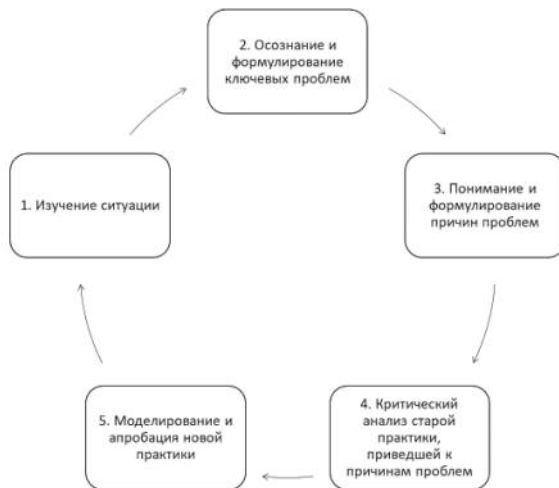 2. Осознание и
формулирование
ключевых проблем
1. Изучение ситуации
3. Понимание и
формулирование
причин проблем
5. Моделирование и
апробация новой
практики
4. Критический
анализ старой
практики,
приведшей к
причинам проблем